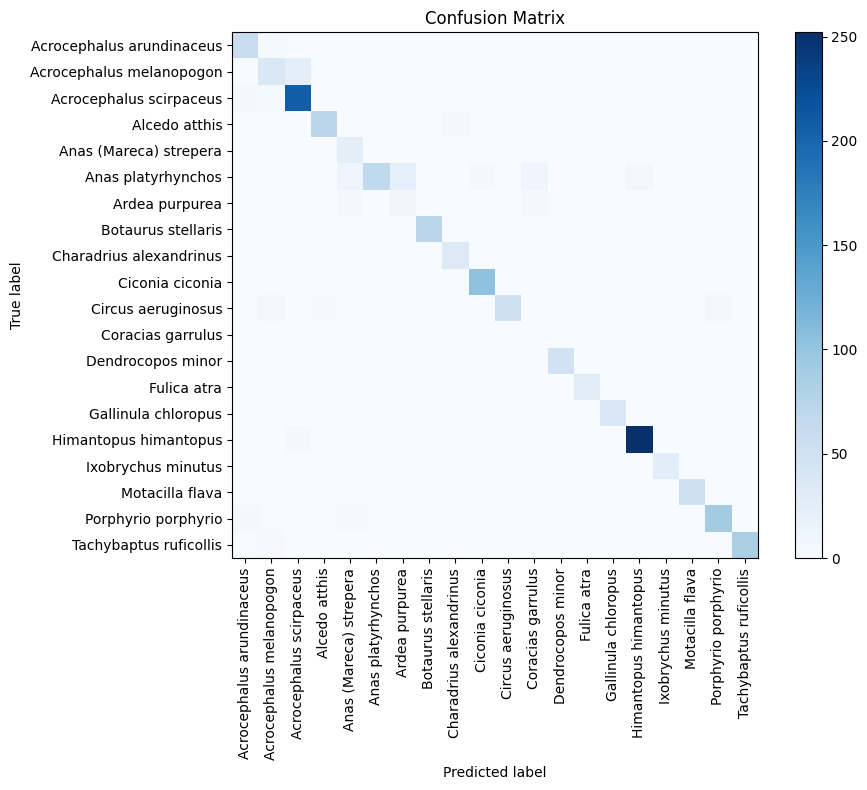 Confusion Matrix
True label
Acrocephalus arundinaceus
Acrocephalus melanopogon
Acrocephalus scirpaceus
Alcedo atthis
Anas (Mareca) strepera
Anas platyrhynchos
Ardea purpurea
Botaurus stellaris
Charadrius alexandrinus
Ciconia ciconia
Circus aeruginosus
Coracias garrulus
Dendrocopos minor
Fulica atra
Gallinula chloropus
Himantopus himantopus
Ixobrychus minutus
Motacilla flava
Porphyrio porphyrio
Tachybaptus ruficollis
Acrocephalus arundinaceus
Acrocephalus melanopogon
Acrocephalus scirpaceus
Alcedo atthis
Anas (Mareca) strepera
Anas platyrhynchos
Ardea purpurea
Botaurus stellaris
Charadrius alexandrinus
Ciconia ciconia
Circus aeruginosus
Coracias garrulus
Dendrocopos minor
Fulica atra
Gallinula chloropus
Himantopus himantopus
Ixobrychus minutus
Motacilla flava
Porphyrio porphyrio
Tachybaptus ruficollis
Predicted label
250
200
150
100
50
0